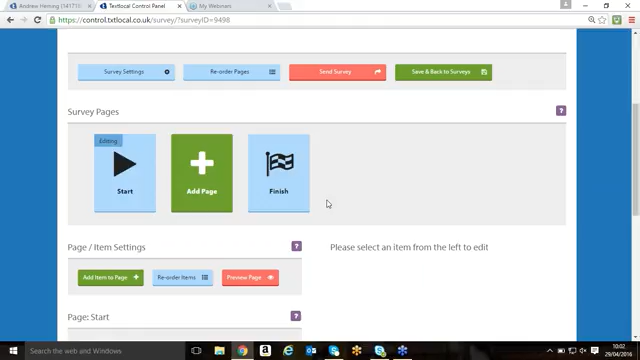 Andrew Heming (141710
Textlocal Control Panel
My Webinars
https://control.txtlocal.co.uk/survey/?surveyID=9498
Survey Settings
Re-order Pages
Send Survey
Save & Back to Surveys
Survey Pages
?
Editing
Start
Add Page
Finish
Page / Item Settings
?
Please select an item from the left to edit
Add Item to Page
Re-order Items
Preview Page
Page: Start
?
Search the web and Windows
10:02
29/04/2016